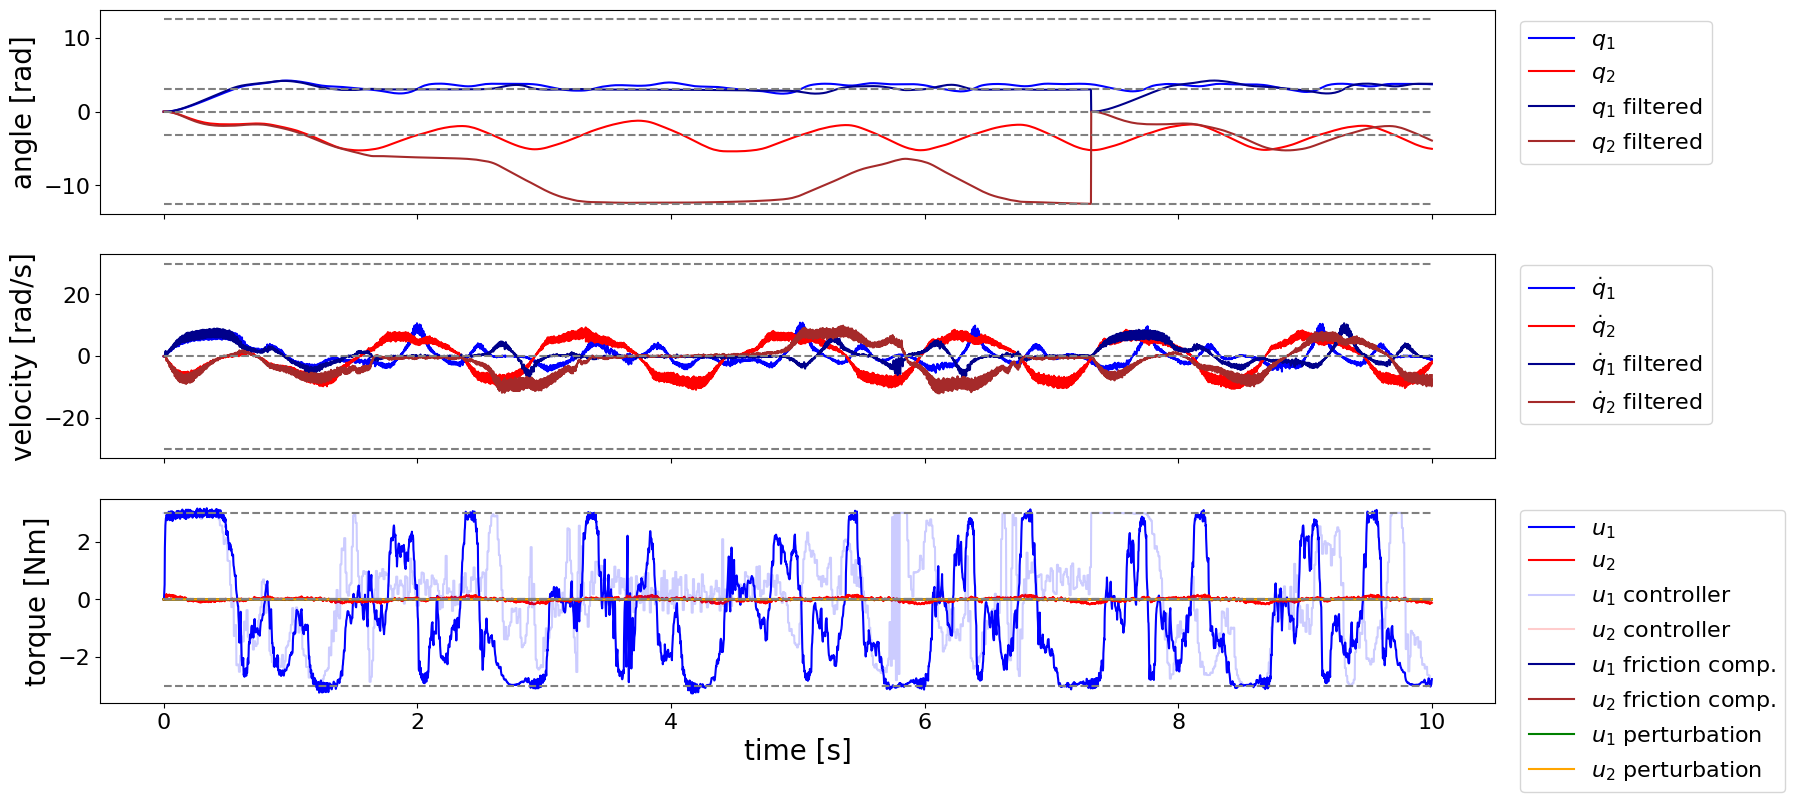 angle [rad]
10
0
−10
q₁
q₂
q₁ filtered
q₂ filtered
velocity [rad/s]
20
0
−20
q̇₁
q̇₂
q̇₁ filtered
q̇₂ filtered
torque [Nm]
2
0
−2
0 2 4 6 8 10
time [s]
u₁
u₂
u₁ controller
u₂ controller
u₁ friction comp.
u₂ friction comp.
u₁ perturbation
u₂ perturbation